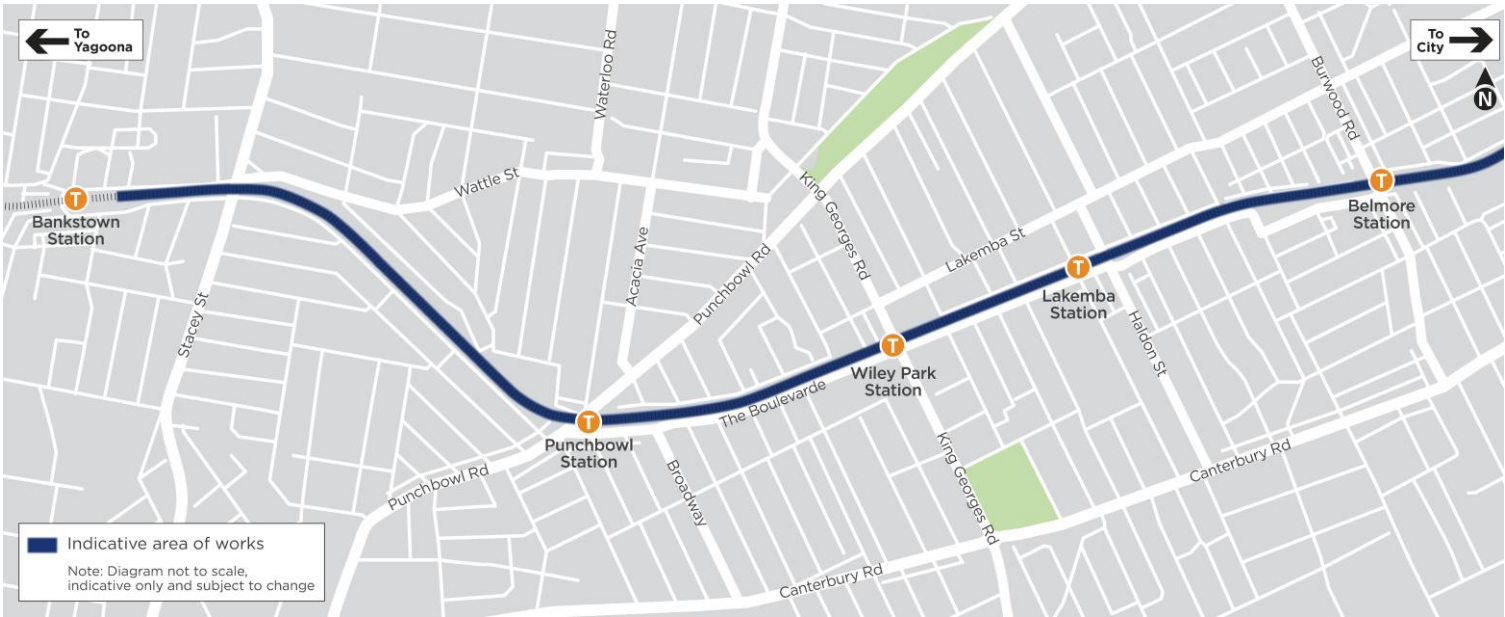 To
Yagoona
To
City
N
Waterloo Rd
Burwood Rd
Wattle St
King Georges Rd
T
Bankstown
Station
T
Belmore
Station
Acacia Ave
Punchbowl Rd
Lakemba St
T
Lakemba
Station
Stacey St
Haldon St
T
Wiley Park
Station
The Boulevarde
T
Punchbowl
Station
Punchbowl Rd
Broadway
King Georges Rd
Canterbury Rd
Canterbury Rd
Indicative area of works
Note: Diagram not to scale,
indicative only and subject to change